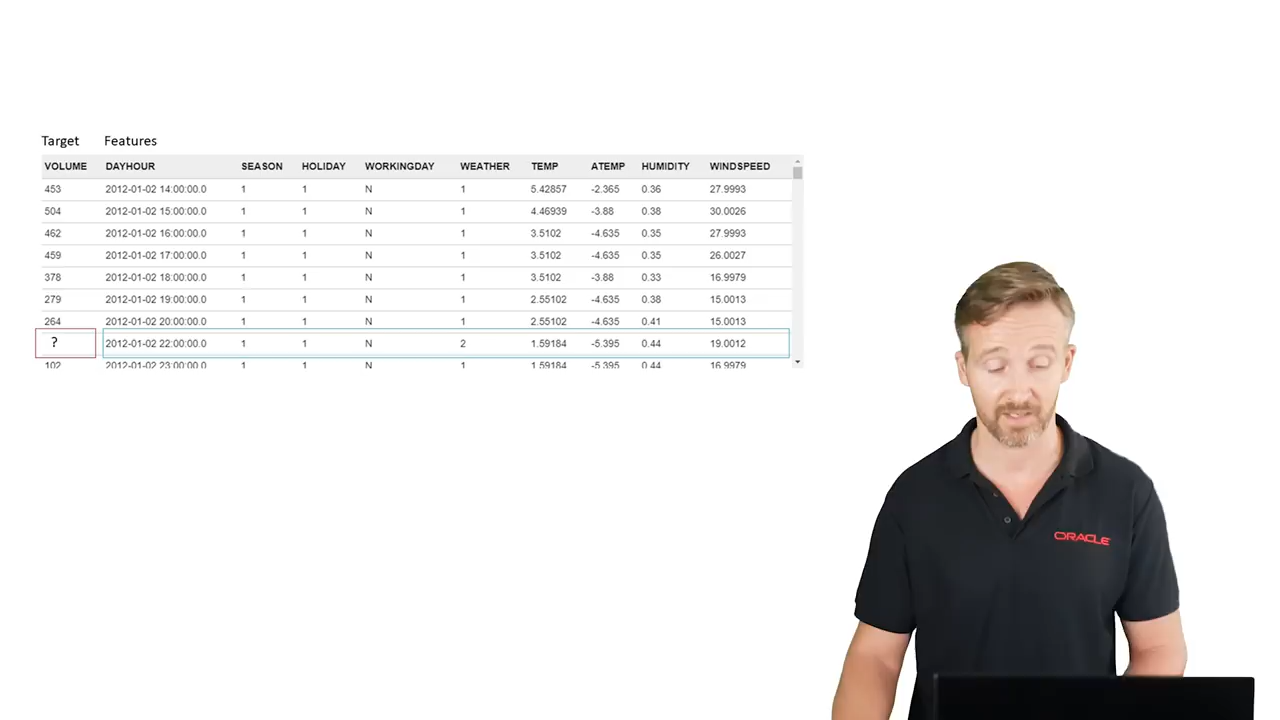 Target Features
VOLUME DAYHOUR SEASON HOLIDAY WORKINGDAY WEATHER TEMP ATEMP HUMIDITY WINDSPEED
453 2012-01-02 14:00:00.0 1 1 N 1 5.42857 -2.365 0.36 27.9993
504 2012-01-02 15:00:00.0 1 1 N 1 4.46939 -3.88 0.38 30.0026
462 2012-01-02 16:00:00.0 1 1 N 1 3.5102 -4.635 0.35 27.9993
459 2012-01-02 17:00:00.0 1 1 N 1 3.5102 -4.635 0.35 26.0027
378 2012-01-02 18:00:00.0 1 1 N 1 3.5102 -3.88 0.33 16.9979
279 2012-01-02 19:00:00.0 1 1 N 1 2.55102 -4.635 0.38 15.0013
264 2012-01-02 20:00:00.0 1 1 N 1 2.55102 -4.635 0.41 15.0013
? 2012-01-02 22:00:00.0 1 1 N 2 1.59184 -5.395 0.44 19.0012
102 2012-01-02 23:00:00.0 1 1 N 1 1.59184 -5.395 0.44 16.9979
ORACLE